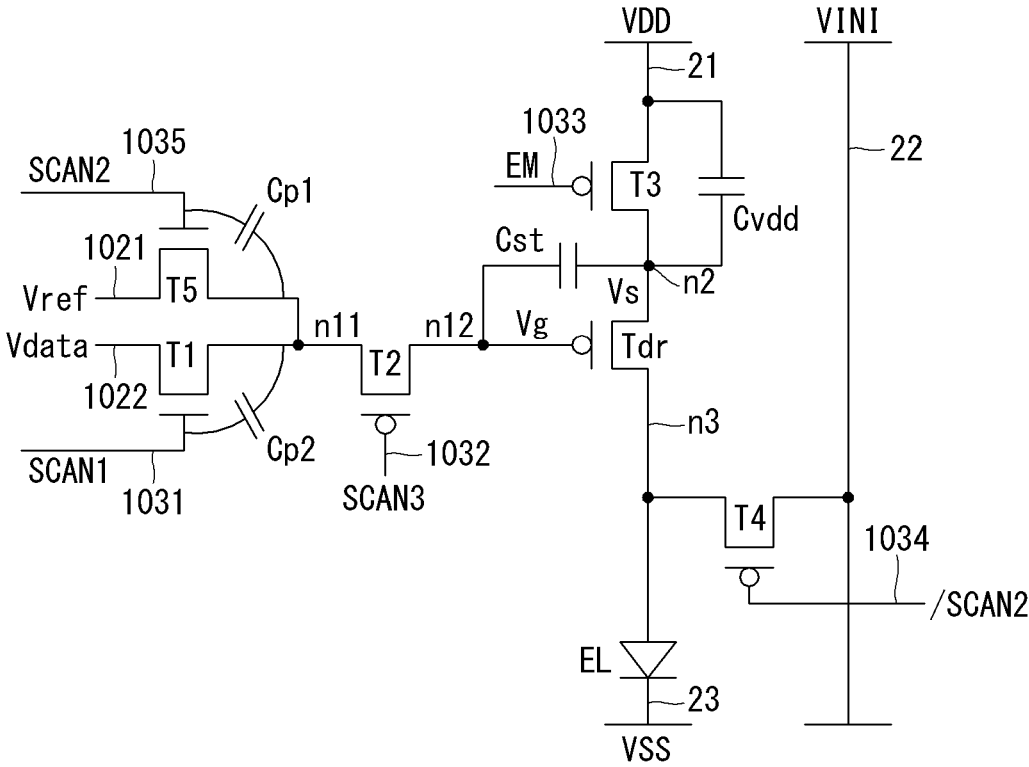 VDD
VINI
21
1035
1033
SCAN2
EM
T3
22
Cp1
Cvdd
1021
Cst
n2
T5
Vs
Vref
n11
n12
Vg
Vdata
T1
T2
Tdr
1022
n3
Cp2
1032
SCAN1
1031
SCAN3
T4
1034
/SCAN2
EL
23
VSS